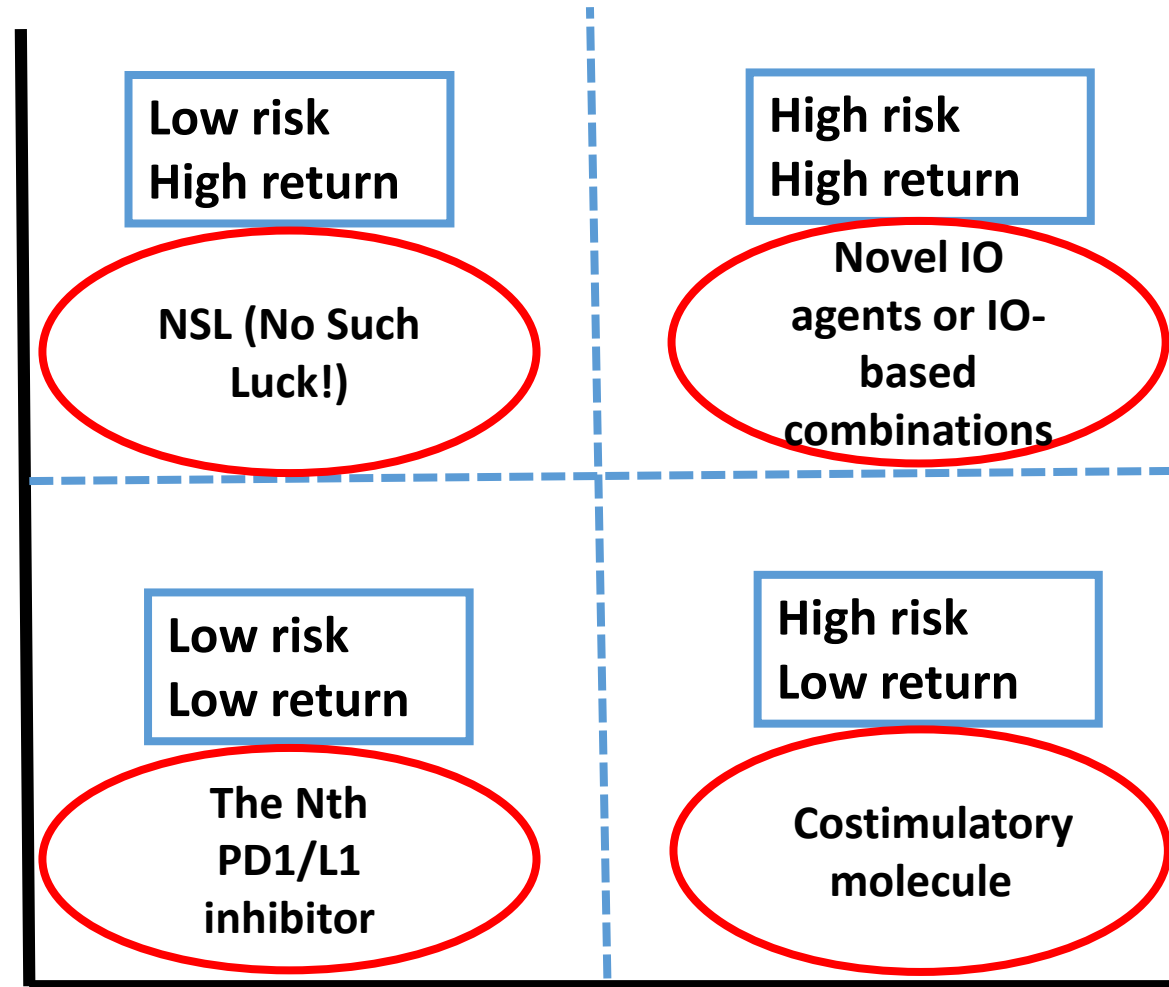 Low risk
High return
NSL (No Such
Luck!)
High risk
High return
Novel IO
agents or IO-
based
combinations
Low risk
Low return
The Nth
PD1/L1
inhibitor
High risk
Low return
Costimulatory
molecule